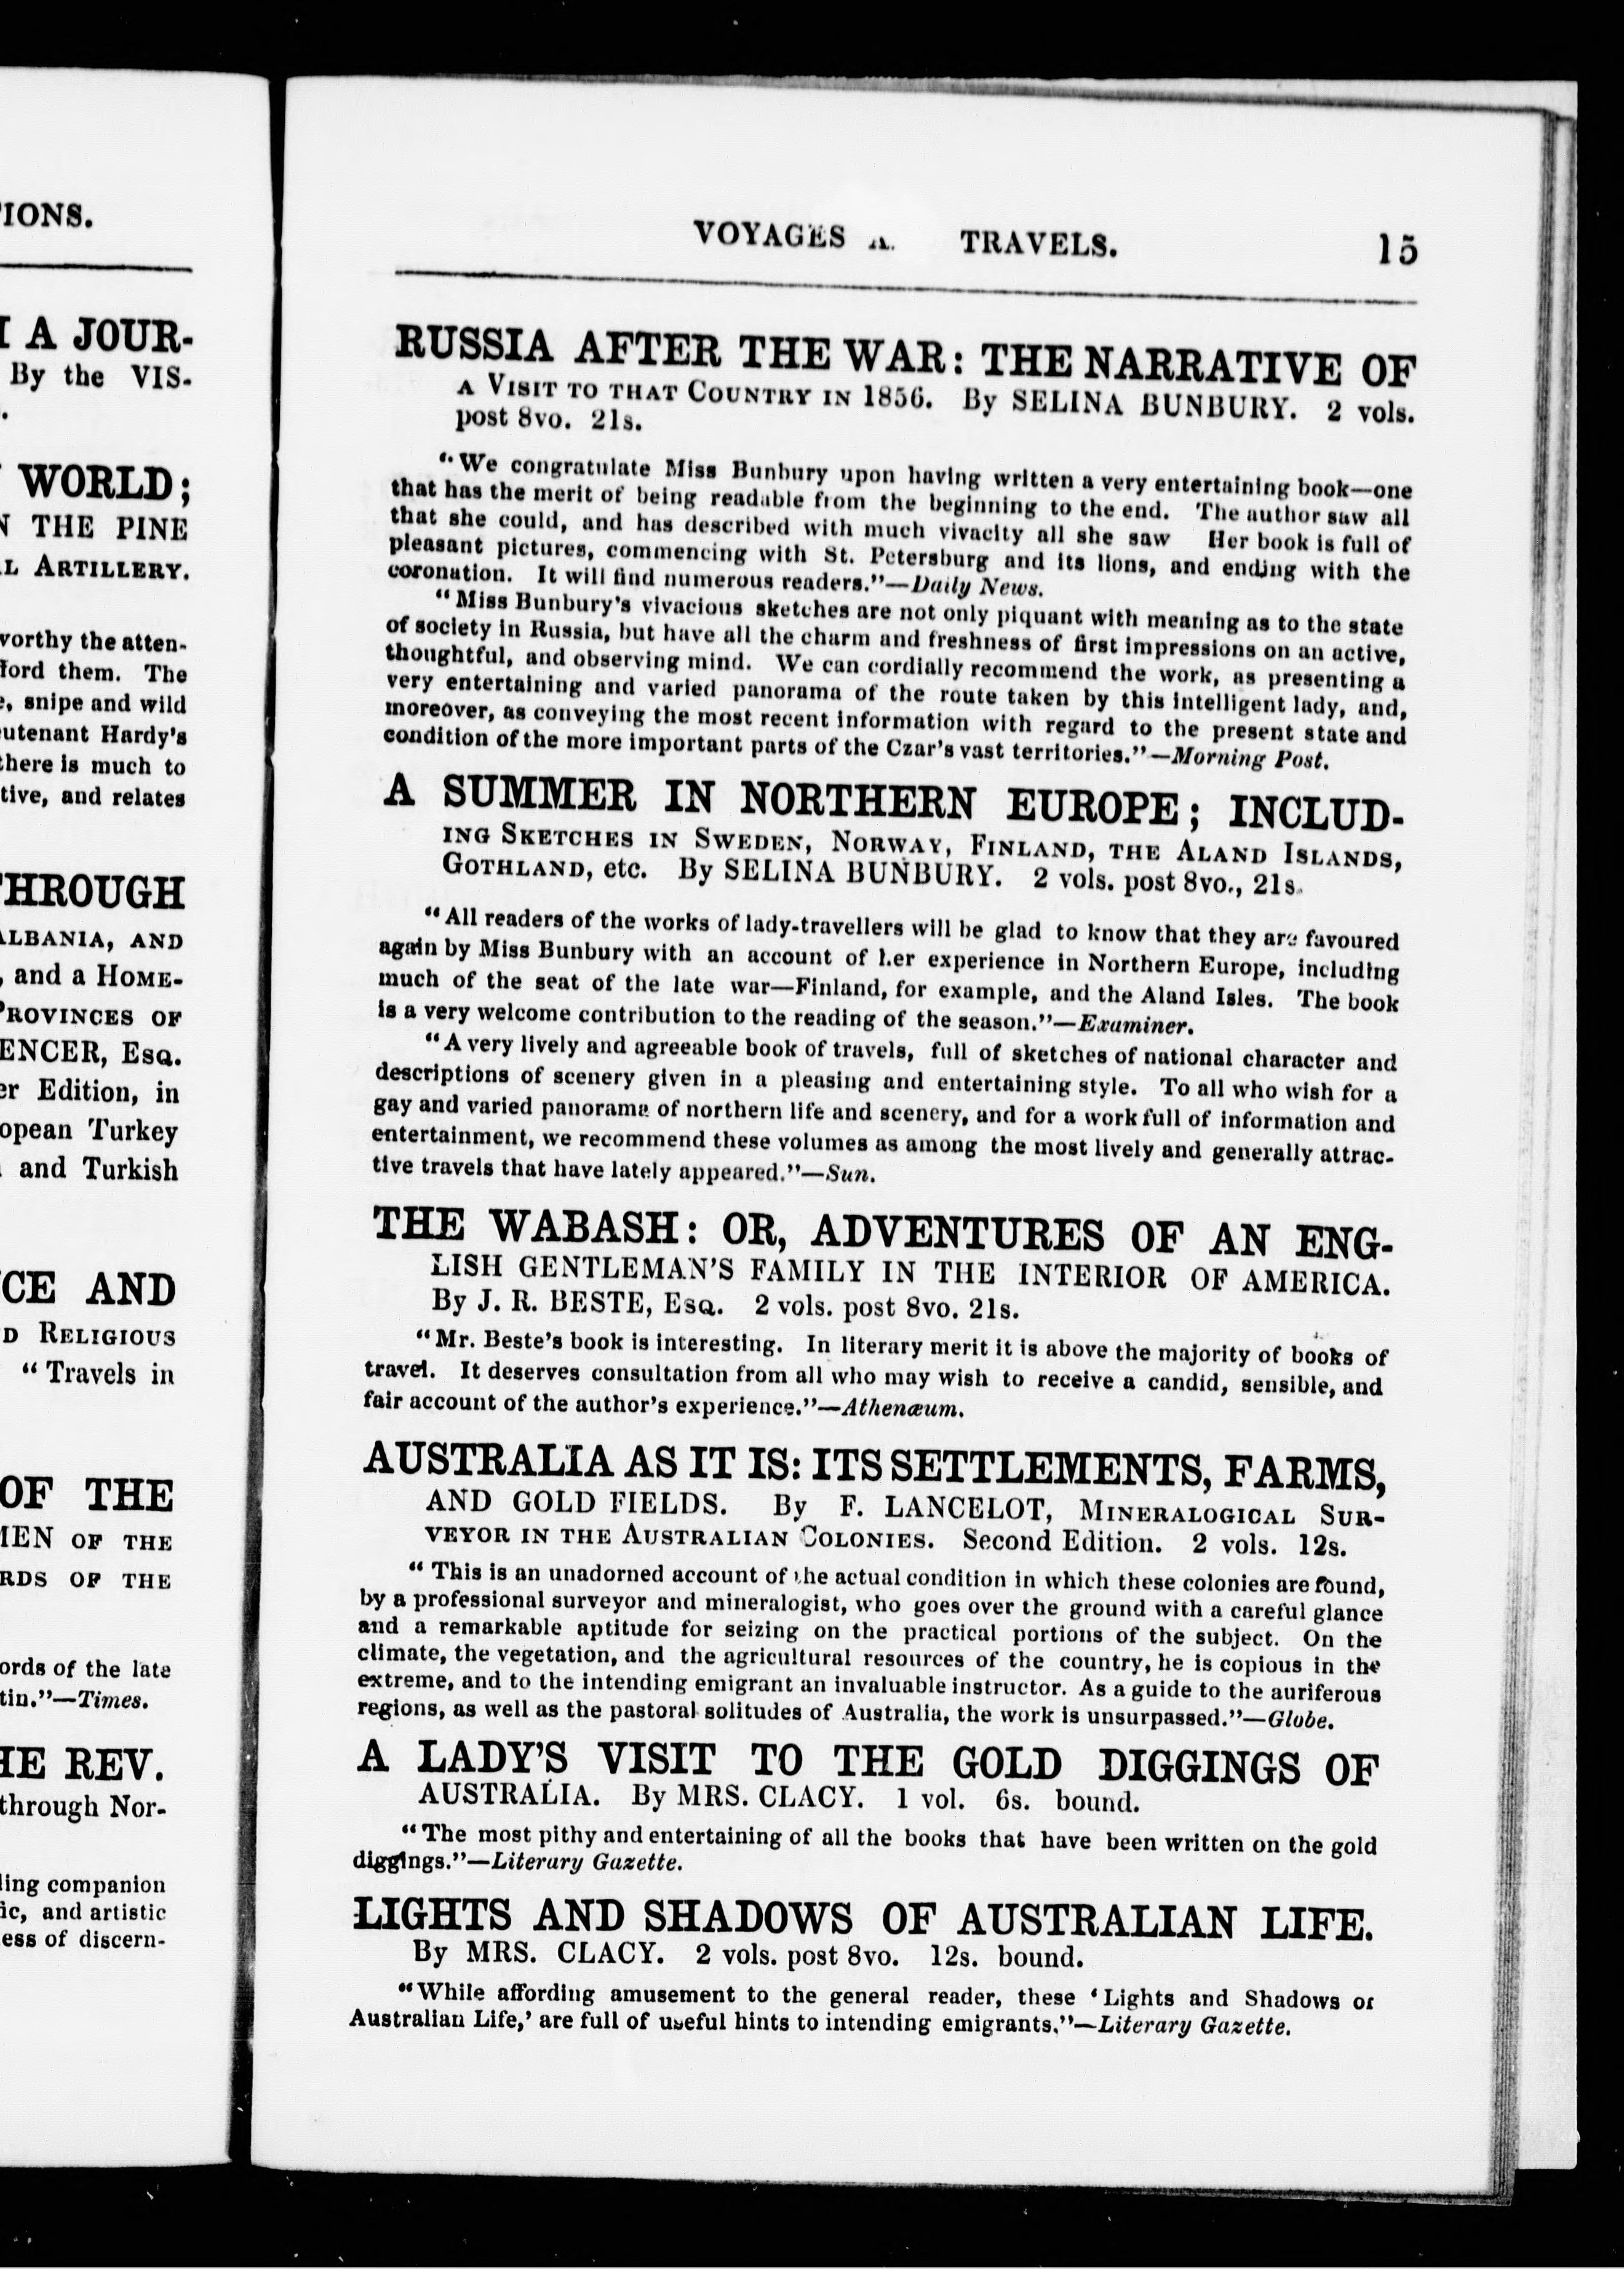 TIONS.
A JOUR-
By the VIS-
WORLD;
THE PINE
ARTILLERY.
worthy the atten-
ford them. The
snipe and wild
Hardy's
there is much to
and relates
THROUGH
ALBANIA, AND
, and a HOME-
PROVINCES OF
ESQ.
Edition, in
Turkey
and Turkish
AND
RELIGIOUS
"Travels in
OF THE
OF THE
OF THE
of the late
—Times.
REV.
through Nor-
companion
and artistic
of discern-
VOYAGES TRAVELS. 15
RUSSIA AFTER THE WAR: THE NARRATIVE OF
A VISIT TO THAT COUNTRY IN 1856. By SELINA BUNBURY. 2 vols.
post 8vo. 21s.
"We congratulate Miss Bunbury upon having written a very entertaining book—one
that has the merit of being readable from the beginning to the end. The author saw all
that she could, and has described with much vivacity all she saw Her book is full of
pleasant pictures, commencing with St. Petersburg and its lions, and ending with the
coronation. It will find numerous readers."—Daily News.
"Miss Bunbury's vivacious sketches are not only piquant with meaning as to the state
of society in Russia, but have all the charm and freshness of first impressions on an active,
thoughtful, and observing mind. We can cordially recommend the work, as presenting a
very entertaining and varied panorama of the route taken by this intelligent lady, and,
moreover, as conveying the most recent information with regard to the present state and
condition of the more important parts of the Czar's vast territories."—Morning Post.
A SUMMER IN NORTHERN EUROPE; INCLUD-
ING SKETCHES IN SWEDEN, NORWAY, FINLAND, THE ALAND ISLANDS,
GOTHLAND, etc. By SELINA BUNBURY. 2 vols. post 8vo., 21s.
"All readers of the works of lady-travellers will be glad to know that they are favoured
again by Miss Bunbury with an account of her experience in Northern Europe, including
much of the seat of the late war—Finland, for example, and the Aland Isles. The book
is a very welcome contribution to the reading of the season."—Examiner.
"A very lively and agreeable book of travels, full of sketches of national character and
descriptions of scenery given in a pleasing and entertaining style. To all who wish for a
gay and varied panorama of northern life and scenery, and for a work full of information and
entertainment, we recommend these volumes as among the most lively and generally attrac-
tive travels that have lately appeared."—Sun.
THE WABASH: OR, ADVENTURES OF AN ENG-
LISH GENTLEMAN'S FAMILY IN THE INTERIOR OF AMERICA.
By J. R. BESTE, ESQ. 2 vols. post 8vo. 21s.
"Mr. Beste's book is interesting. In literary merit it is above the majority of books of
travel. It deserves consultation from all who may wish to receive a candid, sensible, and
fair account of the author's experience."—Athenæum.
AUSTRALIA AS IT IS: ITS SETTLEMENTS, FARMS,
AND GOLD FIELDS. By F. LANCELOT, MINERALOGICAL SUR-
VEYOR IN THE AUSTRALIAN COLONIES. Second Edition. 2 vols. 12s.
"This is an unadorned account of the actual condition in which these colonies are found,
by a professional surveyor and mineralogist, who goes over the ground with a careful glance
and a remarkable aptitude for seizing on the practical portions of the subject. On the
climate, the vegetation, and the agricultural resources of the country, he is copious in the
extreme, and to the intending emigrant an invaluable instructor. As a guide to the auriferous
regions, as well as the pastoral solitudes of Australia, the work is unsurpassed."—Globe.
A LADY'S VISIT TO THE GOLD DIGGINGS OF
AUSTRALIA. By MRS. CLACY. 1 vol. 6s. bound.
"The most pithy and entertaining of all the books that have been written on the gold
diggings."—Literary Gazette.
LIGHTS AND SHADOWS OF AUSTRALIAN LIFE.
By MRS. CLACY. 2 vols. post 8vo. 12s. bound.
"While affording amusement to the general reader, these 'Lights and Shadows of
Australian Life,' are full of useful hints to intending emigrants."—Literary Gazette.